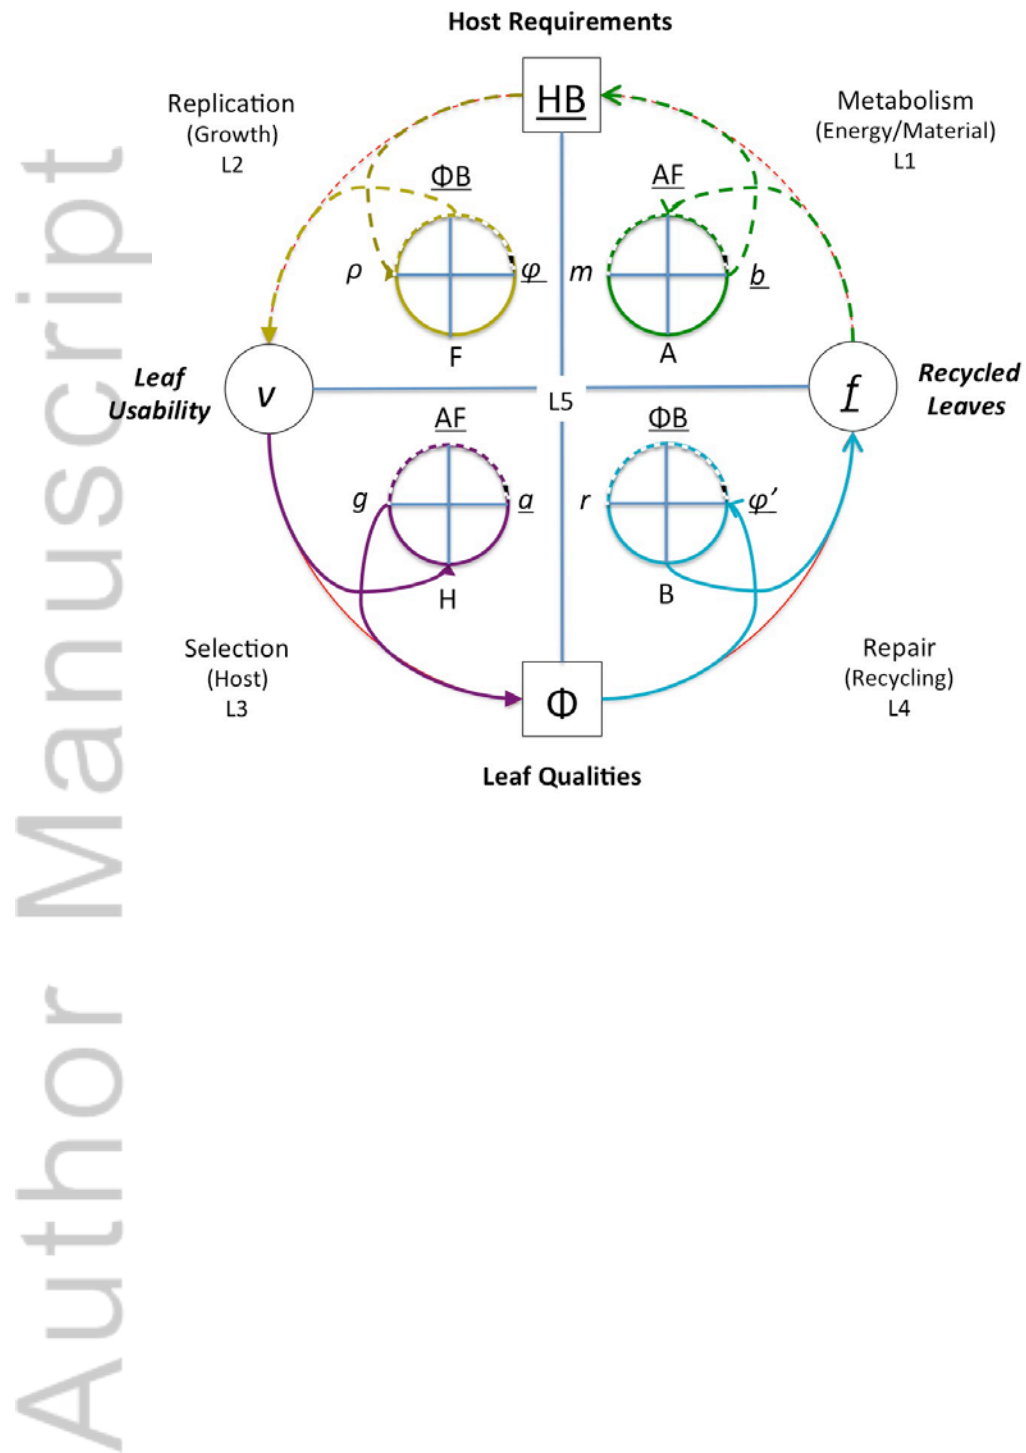 Host Requirements
HB
Replication
(Growth)
L2
Metabolism
(Energy/Material)
L1
ΦB
AF
ρ
φ
m
b
F
A
Leaf
Usability
v
L5
f
Recycled
Leaves
AF
ΦB
g
a
r
φ’
H
B
Selection
(Host)
L3
Repair
(Recycling)
L4
Φ
Leaf Qualities
Author Manuscript